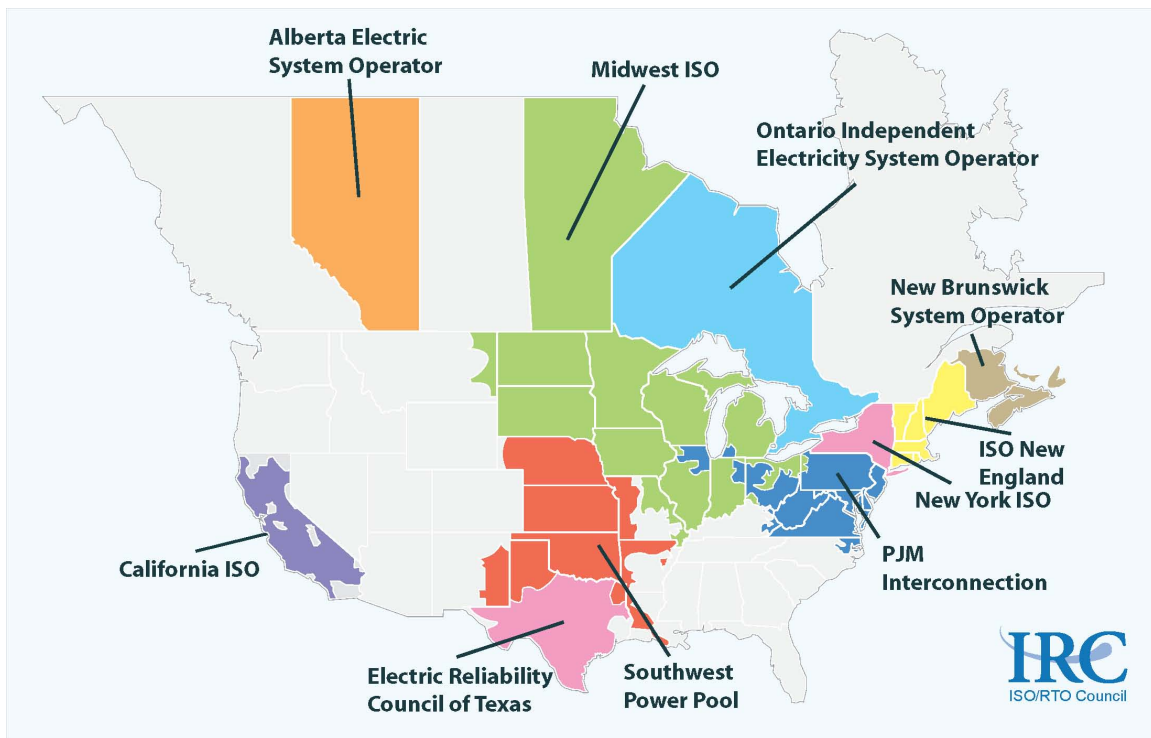 Alberta Electric
System Operator
Midwest ISO
Ontario Independent
Electricity System Operator
New Brunswick
System Operator
ISO New
England
New York ISO
PJM
Interconnection
California ISO
Electric Reliability
Council of Texas
Southwest
Power Pool
IRC
ISO/RTO Council